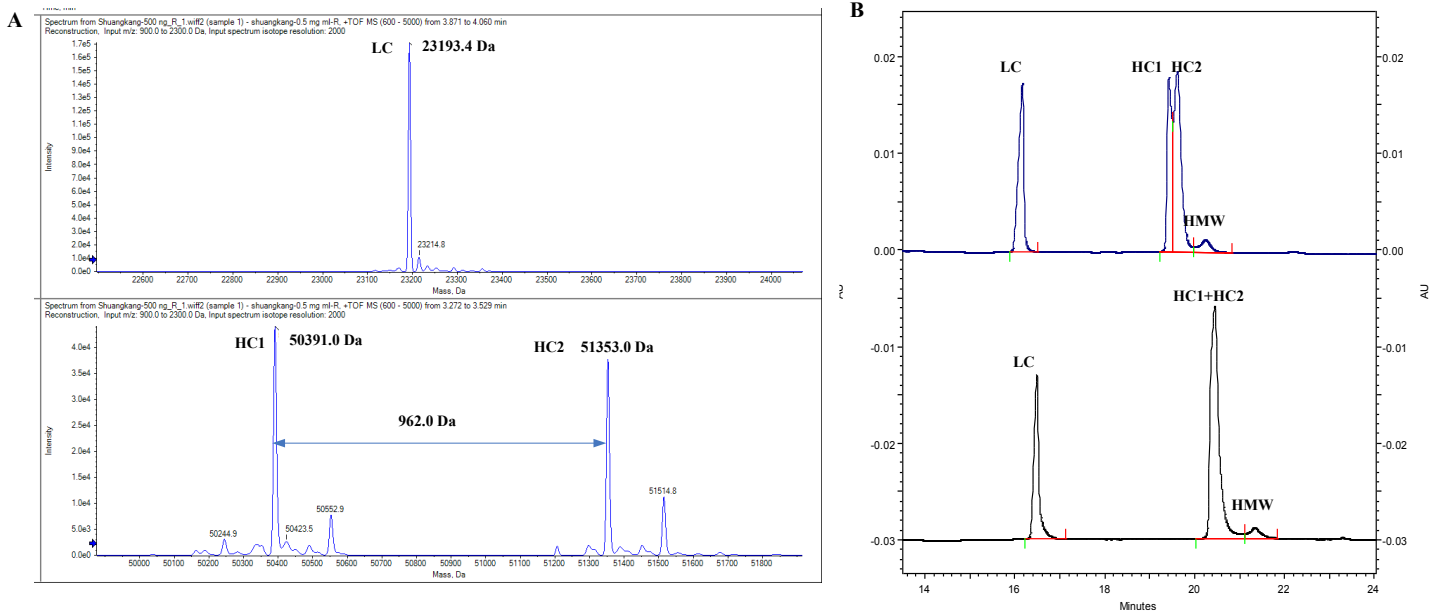 A
Spectrum from Shuangkang-500 ng_R_1.wiff2 (sample 1) - shuangkang-0.5 mg ml-R, +TOF MS (600 - 5000) from 3.871 to 4.060 min
Reconstruction, Input m/z: 900.0 to 2300.0 Da, Input spectrum isotope resolution: 2000
LC 23193.4 Da
1.7e5
1.6e5
1.5e5
1.4e5
1.3e5
1.2e5
1.1e5
1.0e5
9.0e4
8.0e4
7.0e4
6.0e4
5.0e4
4.0e4
3.0e4
2.0e4
1.0e4
0.0e0
Intensity
23214.8
22600 22700 22800 22900 23000 23100 23200 23300 23400 23500 23600 23700 23800 23900 24000
Mass, Da
Spectrum from Shuangkang-500 ng_R_1.wiff2 (sample 1) - shuangkang-0.5 mg ml-R, +TOF MS (600 - 5000) from 3.272 to 3.529 min
Reconstruction, Input m/z: 900.0 to 2300.0 Da, Input spectrum isotope resolution: 2000
HC1 50391.0 Da
HC2 51353.0 Da
962.0 Da
4.0e4
3.5e4
3.0e4
2.5e4
2.0e4
1.5e4
1.0e4
5.0e3
0.0e0
Intensity
50244.9
50423.5
50552.9
51514.8
50000 50100 50200 50300 50400 50500 50600 50700 50800 50900 51000 51100 51200 51300 51400 51500 51600 51700 51800
Mass, Da
B
0.02
0.01
0.00
-0.01
-0.02
-0.03
LC
HC1 HC2
HMW
HC1+HC2
LC
HMW
0.02
0.01
0.00
-0.01
-0.02
-0.03
AU
14 16 18 20 22 24
Minutes